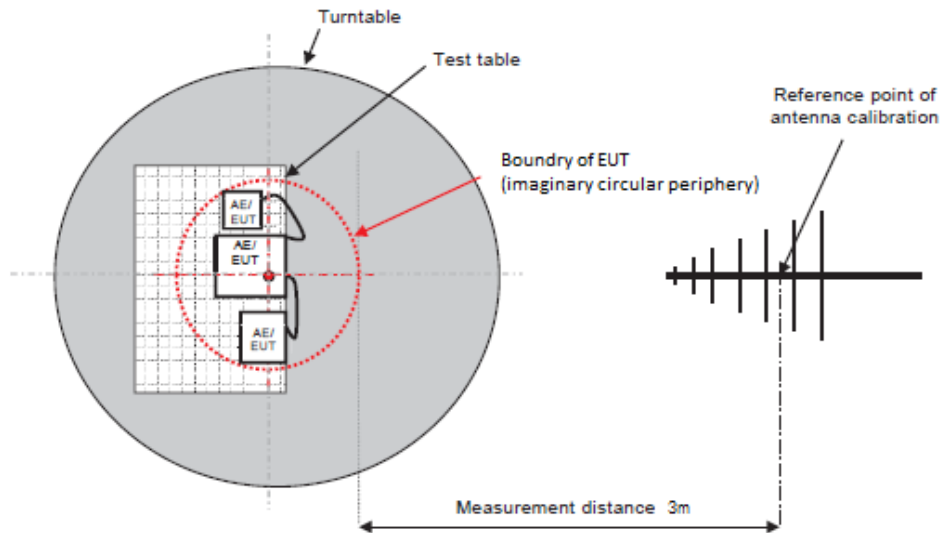 Turntable
Test table
Reference point of
antenna calibration
Boundry of EUT
(imaginary circular periphery)
AE/
EUT
AE/
EUT
AE/
EUT
Measurement distance 3m